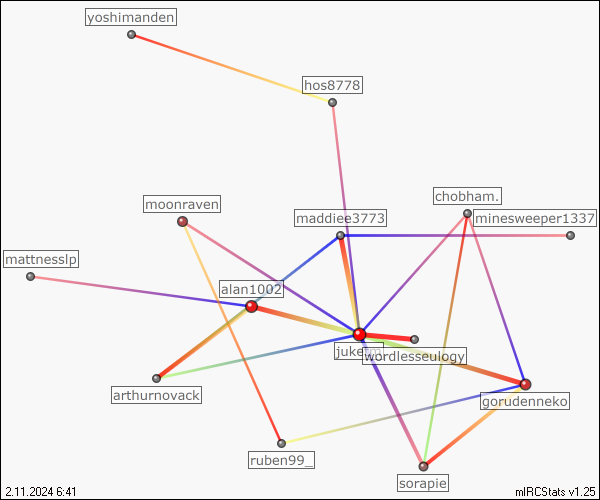 yoshimanden
hos8778
chobham.
moonraven
maddiee3773
minesweeper1337
mattnesslp
alan1002
wordlesseulogy
arthurnovack
gorudenneko
ruben99_
sorapie
2.11.2024 6:41
mIRCStats v1.25